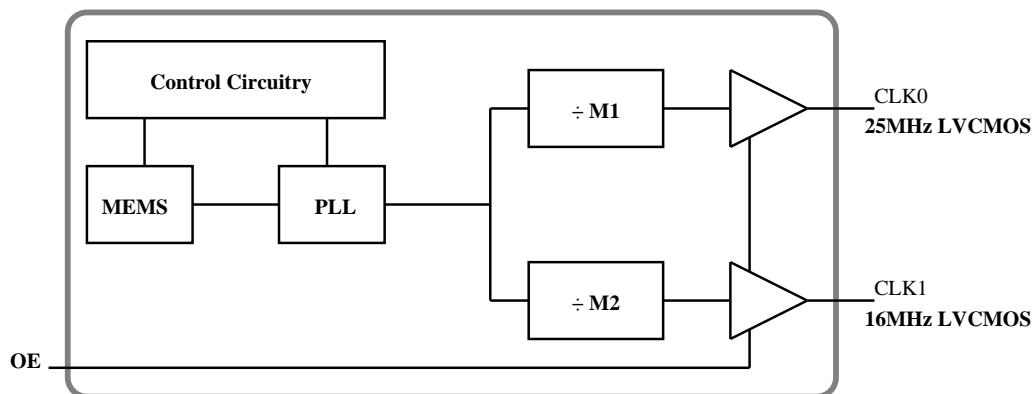 Control Circuitry
÷ M1
CLK0
25MHz LVCMOS
MEMS
PLL
÷ M2
CLK1
16MHz LVCMOS
OE